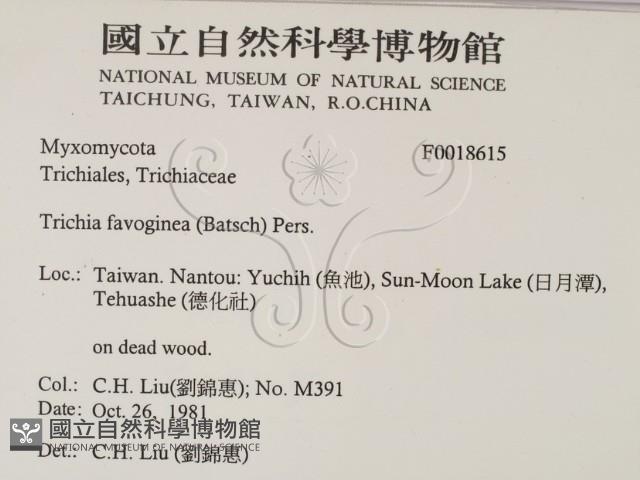 國立自然科學博物館
NATIONAL MUSEUM OF NATURAL SCIENCE
TAICHUNG, TAIWAN, R.O.CHINA
Myxomycota F0018615
Trichiales, Trichiaceae
Trichia favoginea (Batsch) Pers.
Loc.: Taiwan. Nantou: Yuchih (魚池), Sun-Moon Lake (日月潭),
Tehuashe (德化社)
on dead wood.
Col.: C.H. Liu(劉錦惠); No. M391
Date: Oct. 26, 1981
國立自然科學博物館
NATIONAL MUSEUM OF NATURAL SCIENCE
Det.: C.H. Liu (劉錦惠)